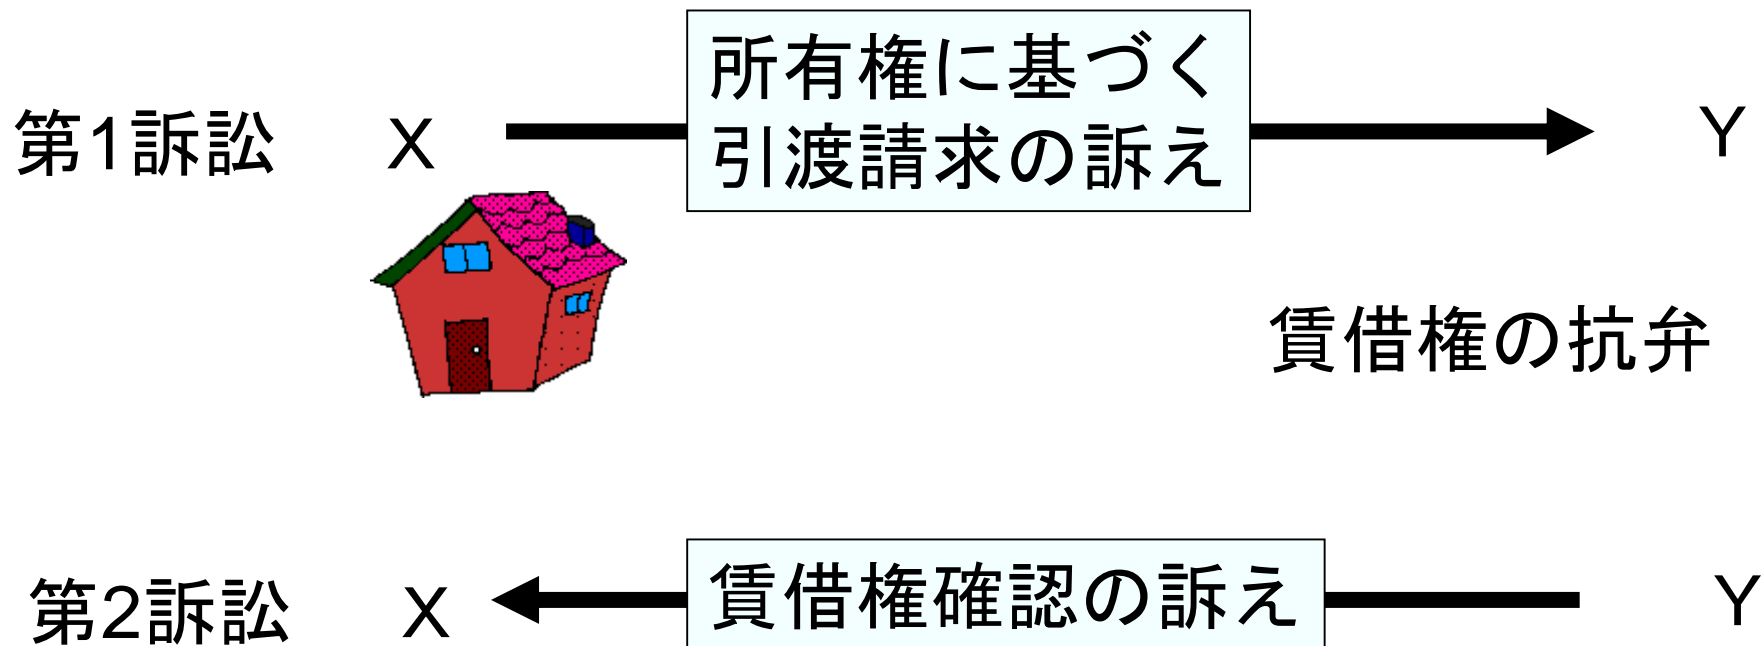 所有権に基づく
引渡請求の訴え
第1訴訟 X Y
賃借権の抗弁
第2訴訟 X 賃借権確認の訴え Y